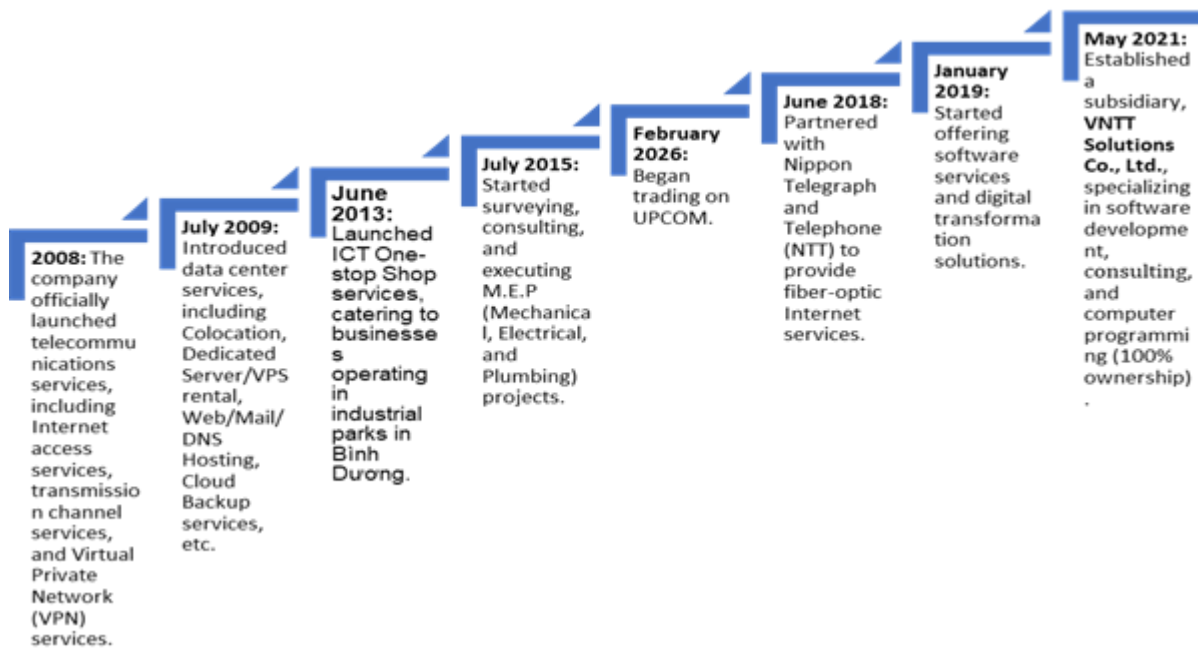 2008: The
company
officially
launched
telecommu
nications
services,
including
Internet
access
services,
transmissio
n channel
services,
and Virtual
Private
Network
(VPN)
services.
July 2009:
Introduced
data center
services,
including
Colocation,
Dedicated
Server/VPS
rental,
Web/Mail/
DNS
Hosting,
Cloud
Backup
services,
etc.
June
2013:
Launched
ICT One-
stop Shop
services,
catering to
businesse
s
operating
in
industrial
parks in
Bình
Dương.
July 2015:
Started
surveying,
consulting,
and
executing
M.E.P
(Mechanica
l, Electrical,
and
Plumbing)
projects.
February
2026:
Began
trading on
UPCOM.
June 2018:
Partnered
with
Nippon
Telegraph
and
Telephone
(NTT) to
provide
fiber-optic
Internet
services.
January
2019:
Started
offering
software
services
and digital
transforma
tion
solutions.
May 2021:
Established
a
subsidiary,
VNTT
Solutions
Co., Ltd.,
specializing
in software
developme
nt,
consulting,
and
computer
programmi
ng (100%
ownership)
.